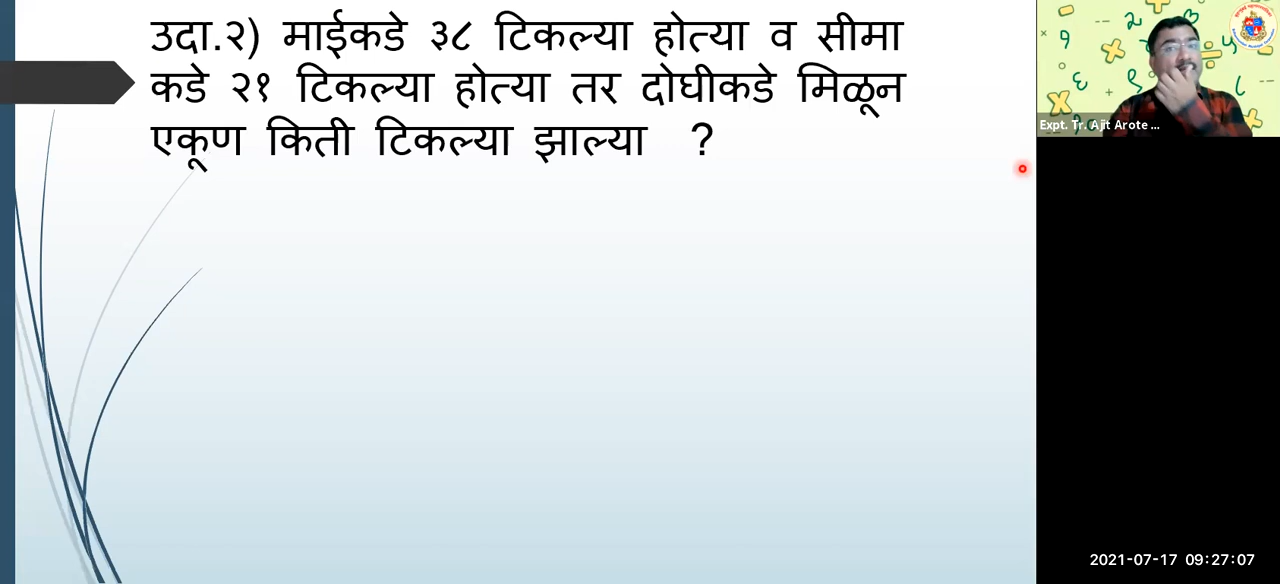 उदा.२) माईकडे ३८ टिकल्या होत्या व सीमा
कडे २१ टिकल्या होत्या तर दोघीकडे मिळून
एकूण किती टिकल्या झाल्या ?
Expt. Tr. Ajit Arote ...
2021-07-17 09:27:07